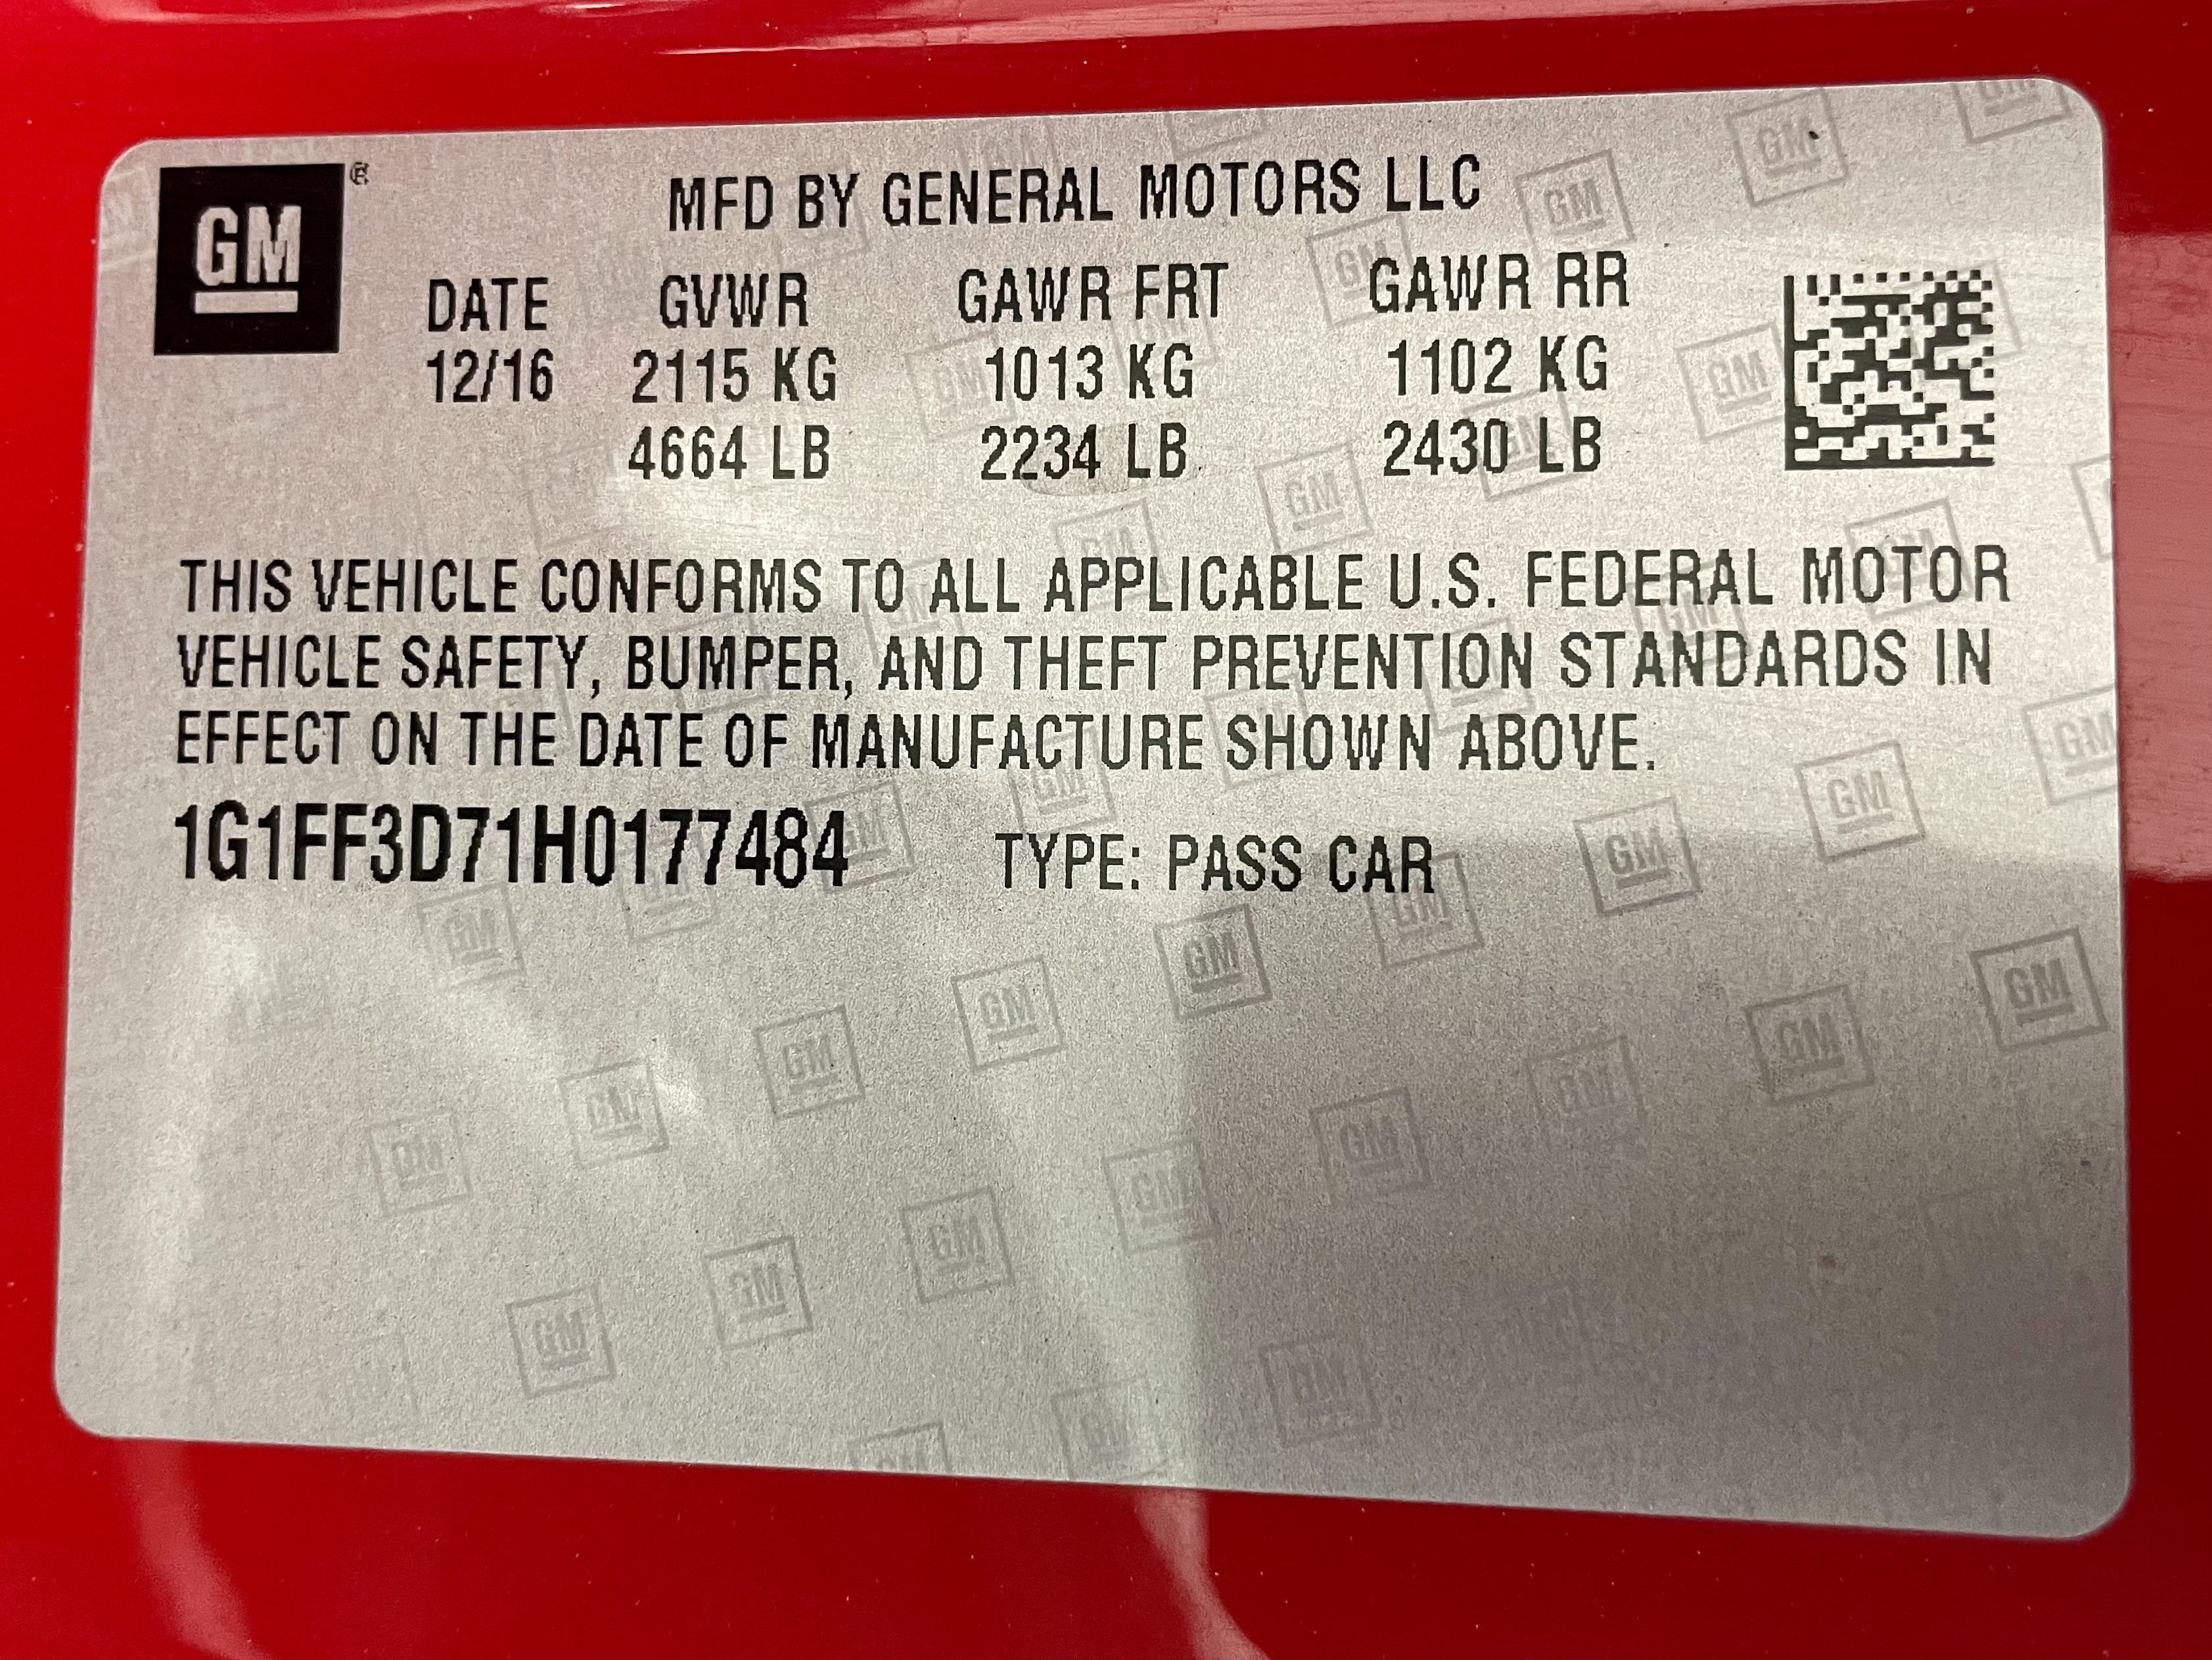 GM ®
MFD BY GENERAL MOTORS LLC
DATE GVWR GAWR FRT GAWR RR
12/16 2115 KG 1013 KG 1102 KG
4664 LB 2234 LB 2430 LB
THIS VEHICLE CONFORMS TO ALL APPLICABLE U.S. FEDERAL MOTOR
VEHICLE SAFETY, BUMPER, AND THEFT PREVENTION STANDARDS IN
EFFECT ON THE DATE OF MANUFACTURE SHOWN ABOVE.
1G1FF3D71H0177484 TYPE: PASS CAR